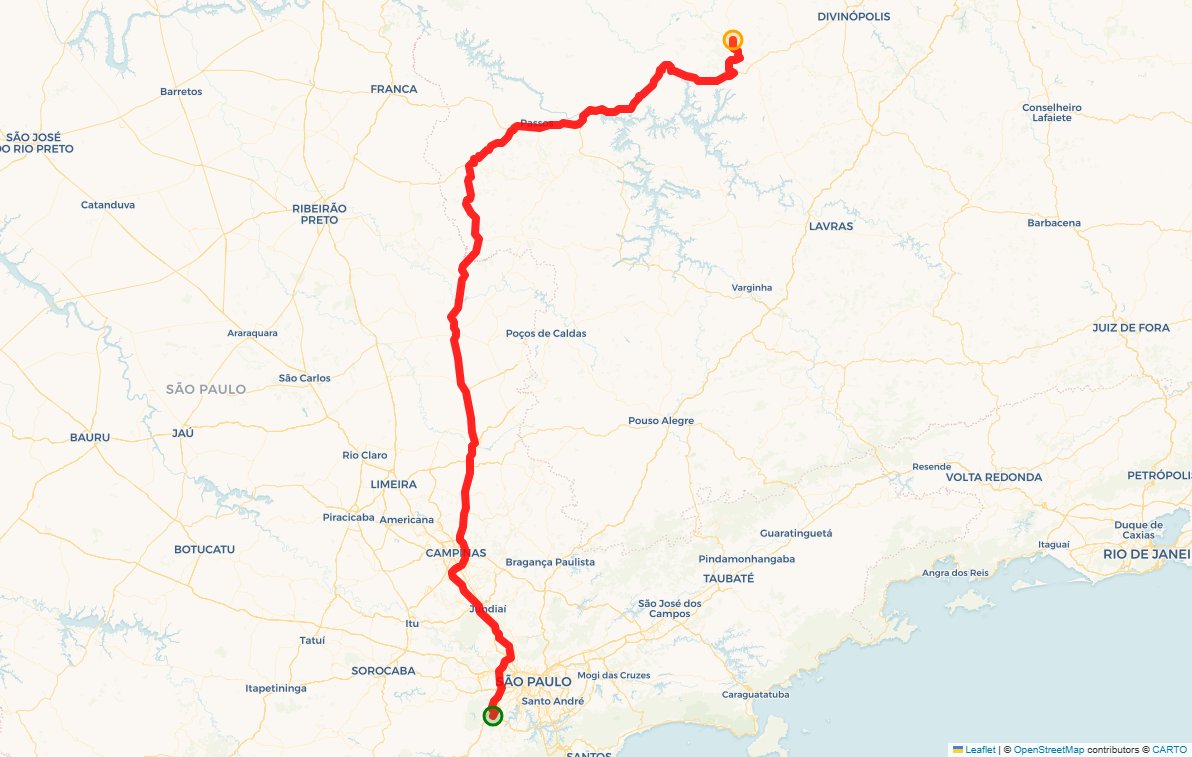 DIVINÓPOLIS
Barretos
FRANCA
Conselheiro
Lafaiete
Passos
SÃO JOSÉ
DO RIO PRETO
Catanduva
RIBEIRÃO
PRETO
LAVRAS
Barbacena
Varginha
Araraquara
Poços de Caldas
JUIZ DE FORA
São Carlos
SÃO PAULO
Pouso Alegre
BAURU
JAÚ
Rio Claro
Resende
VOLTA REDONDA
PETRÓPOLIS
LIMEIRA
Piracicaba
Americana
Guaratinguetá
Duque de
Caxias
Itaguaí
BOTUCATU
CAMPINAS
Bragança Paulista
Pindamonhangaba
RIO DE JANEI
TAUBATÉ
Angra dos Reis
Jundiaí
São José dos
Campos
Itu
Tatuí
SOROCABA
Mogi das Cruzes
SÃO PAULO
Itapetininga
Santo André
Caraguatatuba
SANTOS
Leaflet | © OpenStreetMap contributors © CARTO